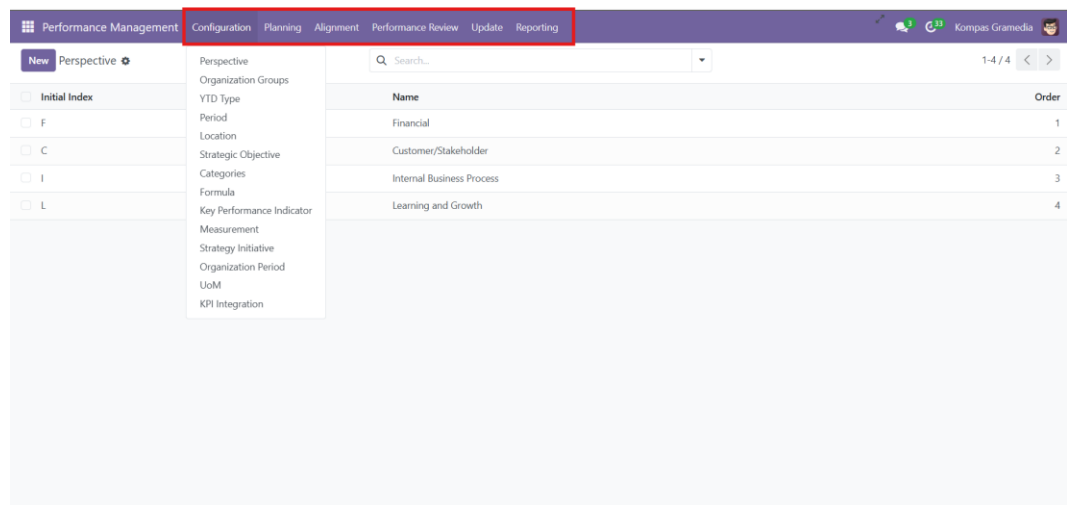 Performance Management Configuration Planning Alignment Performance Review Update Reporting 3 33 Kompas Gramedia
New Perspective Search... 1-4 / 4
Perspective
Organization Groups
YTD Type
Period
Location
Strategic Objective
Categories
Formula
Key Performance Indicator
Measurement
Strategy Initiative
Organization Period
UoM
KPI Integration
Initial Index Name Order
F Financial 1
C Customer/Stakeholder 2
I Internal Business Process 3
L Learning and Growth 4